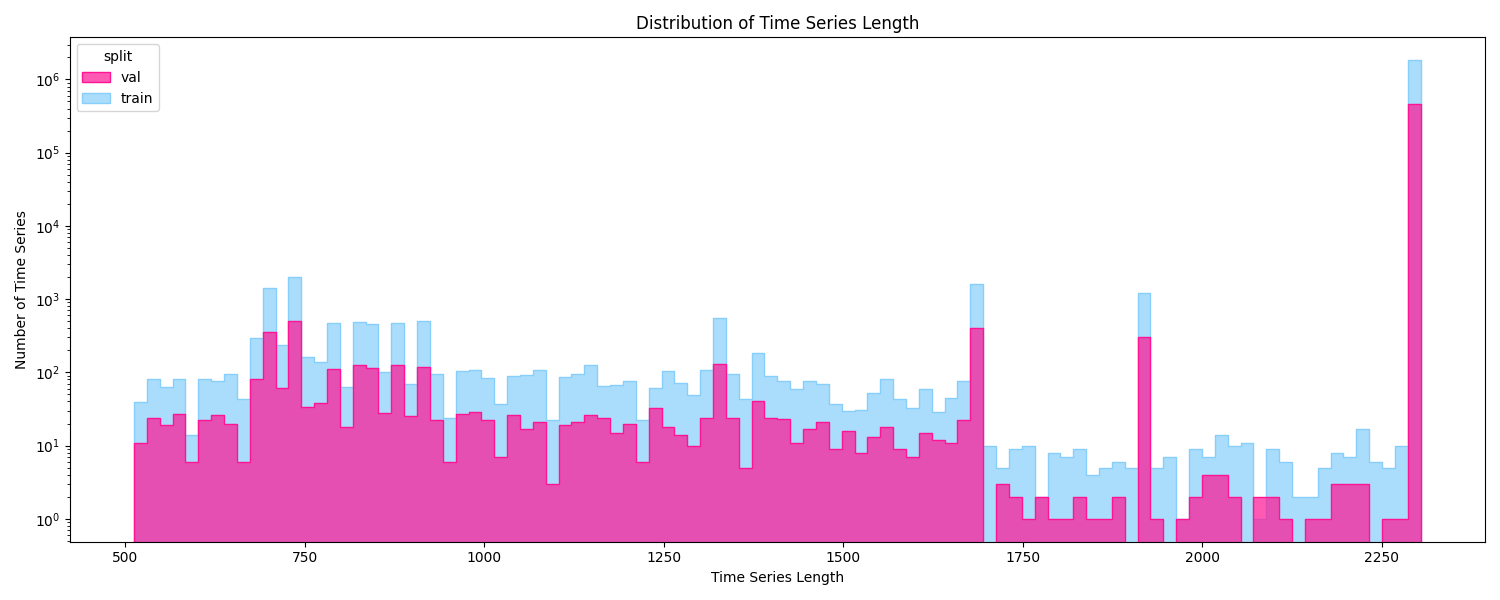 Distribution of Time Series Length
split
val
train
Number of Time Series
10^6
10^5
10^4
10^3
10^2
10^1
10^0
500 750 1000 1250 1500 1750 2000 2250
Time Series Length